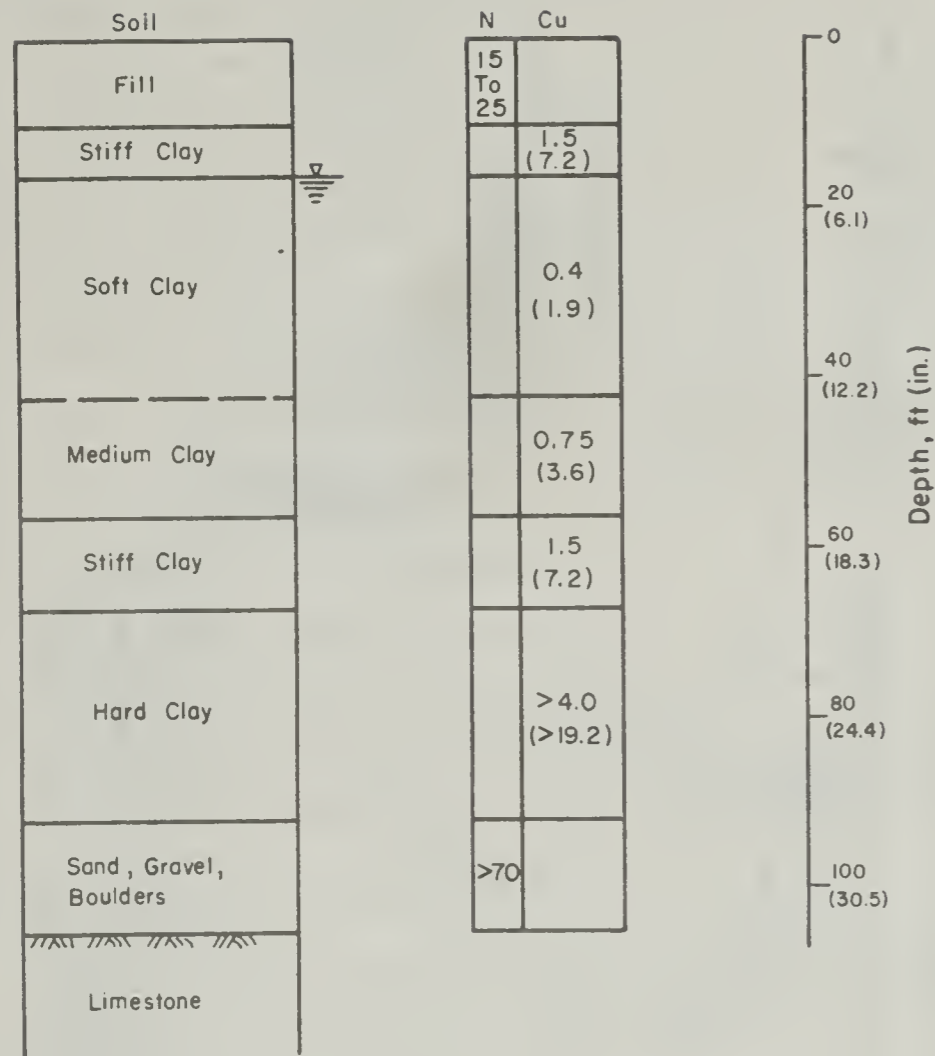 Soil
N Cu
Fill
15
To
25
Stiff Clay
1.5
(7.2)
Soft Clay
0.4
(1.9)
Medium Clay
0.75
(3.6)
Stiff Clay
1.5
(7.2)
Hard Clay
>4.0
(>19.2)
Sand, Gravel,
Boulders
>70
Limestone
0
20
(6.1)
40
(12.2)
60
(18.3)
80
(24.4)
100
(30.5)
Depth, ft (in.)